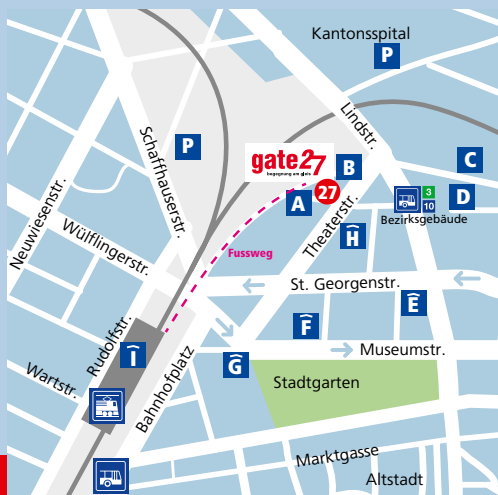 Kantonsspital
P
Lindstr.
Schaffhauserstr.
P
gate27
begegnung am gleis
B
C
27
A
3
10
D
Neuwiesenstr.
Theaterstr.
Bezirksgebäude
H
Fussweg
Wülflingerstr.
St. Georgenstr.
E
F
Rudolfstr.
I
G
Museumstr.
Bahnhofplatz
Wartstr.
Stadtgarten
Marktgasse
Altstadt